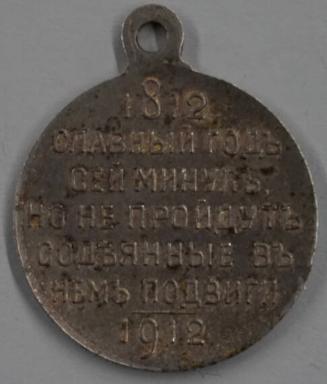 1812
СЛАВНЫЙ ГОДЪ
СЕЙ МИНУЛЪ,
НО НЕ ПРОЙДУТЪ
СОДѢЯННЫЕ ВЪ
НЕМЪ ПОДВИГИ
1912